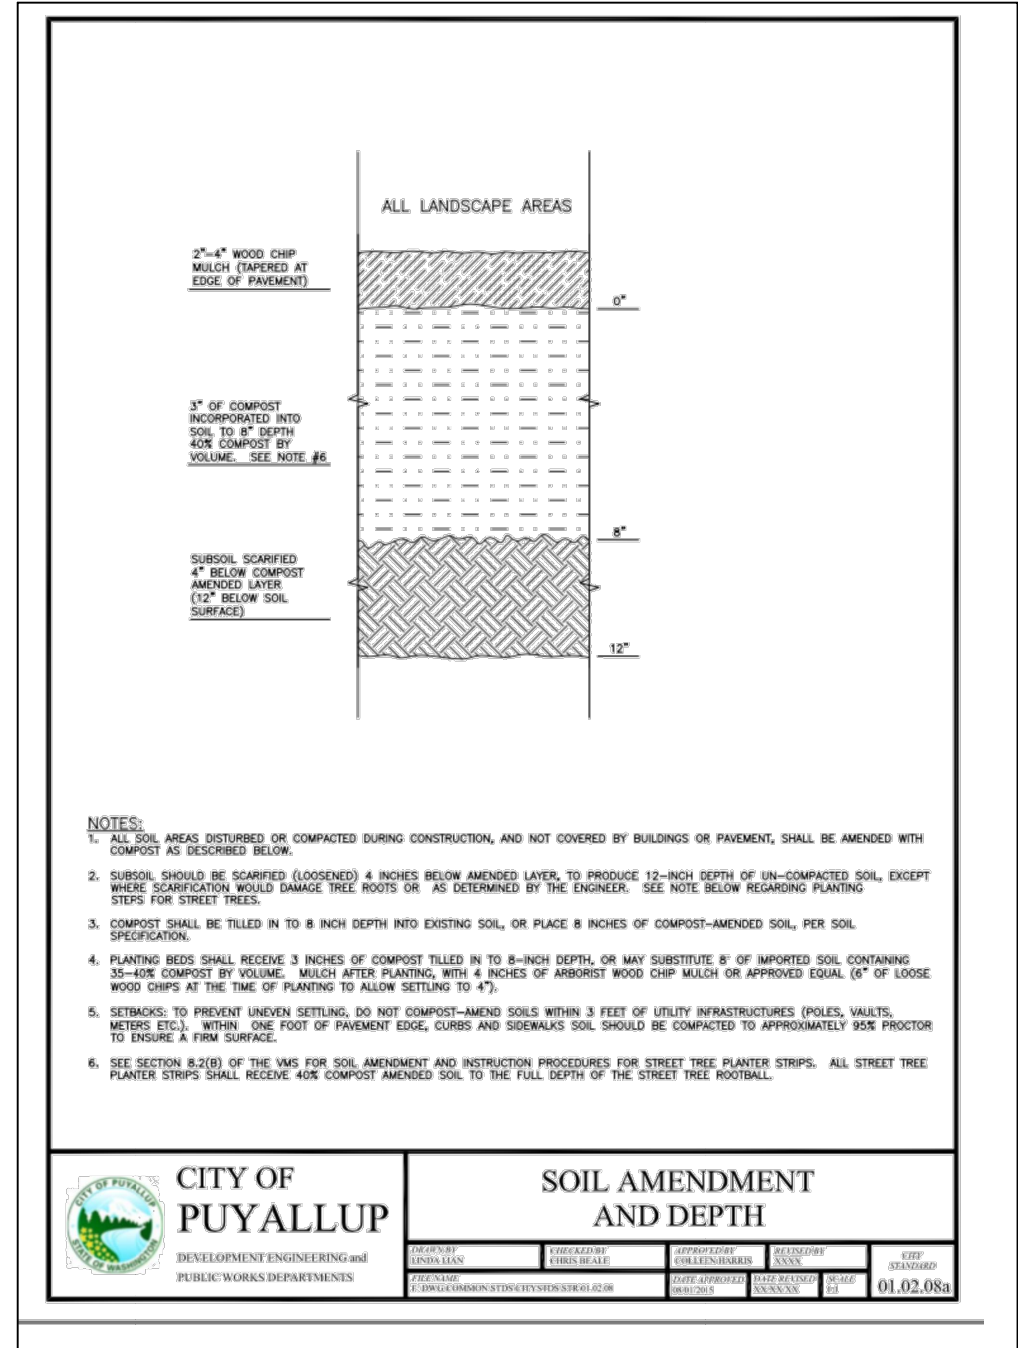 ALL LANDSCAPE AREAS
2"-4" WOOD CHIP
MULCH (TAPERED AT
EDGE OF PAVEMENT)
0"
3" OF COMPOST
INCORPORATED INTO
SOIL TO 8" DEPTH
40% COMPOST BY
VOLUME. SEE NOTE #6
8"
SUBSOIL SCARIFIED
4" BELOW COMPOST
AMENDED LAYER
(12" BELOW SOIL
SURFACE)
12"
NOTES:
1. ALL SOIL AREAS DISTURBED OR COMPACTED DURING CONSTRUCTION, AND NOT COVERED BY BUILDINGS OR PAVEMENT, SHALL BE AMENDED WITH
COMPOST AS DESCRIBED BELOW.
2. SUBSOIL SHOULD BE SCARIFIED (LOOSENED) 4 INCHES BELOW AMENDED LAYER, TO PRODUCE 12-INCH DEPTH OF UN-COMPACTED SOIL, EXCEPT
WHERE SCARIFICATION WOULD DAMAGE TREE ROOTS OR AS DETERMINED BY THE ENGINEER. SEE NOTE BELOW REGARDING PLANTING
STEPS FOR STREET TREES.
3. COMPOST SHALL BE TILLED IN TO 8 INCH DEPTH INTO EXISTING SOIL, OR PLACE 8 INCHES OF COMPOST-AMENDED SOIL, PER SOIL
SPECIFICATION.
4. PLANTING BEDS SHALL RECEIVE 3 INCHES OF COMPOST TILLED IN TO 8-INCH DEPTH, OR MAY SUBSTITUTE 8" OF IMPORTED SOIL CONTAINING
35-40% COMPOST BY VOLUME. MULCH AFTER PLANTING, WITH 4 INCHES OF ARBORIST WOOD CHIP MULCH OR APPROVED EQUAL (6" OF LOOSE
WOOD CHIPS AT THE TIME OF PLANTING TO ALLOW SETTLING TO 4").
5. SETBACKS: TO PREVENT UNEVEN SETTLING, DO NOT COMPOST-AMEND SOILS WITHIN 3 FEET OF UTILITY INFRASTRUCTURES (POLES, VAULTS,
METERS ETC.). WITHIN ONE FOOT OF PAVEMENT EDGE, CURBS AND SIDEWALKS SOIL SHOULD BE COMPACTED TO APPROXIMATELY 95% PROCTOR
TO ENSURE A FIRM SURFACE.
6. SEE SECTION 8.2(B) OF THE VMS FOR SOIL AMENDMENT AND INSTRUCTION PROCEDURES FOR STREET TREE PLANTER STRIPS. ALL STREET TREE
PLANTER STRIPS SHALL RECEIVE 40% COMPOST AMENDED SOIL TO THE FULL DEPTH OF THE STREET TREE ROOTBALL.
CITY OF PUYALLUP
STATE OF WASHINGTON
CITY OF
PUYALLUP
DEVELOPMENT ENGINEERING and
PUBLIC WORKS DEPARTMENTS
SOIL AMENDMENT
AND DEPTH
DRAWN BY
LINDA LIAN
CHECKED BY
CHRIS BEALE
APPROVED BY
COLLEEN HARRIS
REVISED BY
XXXX
FILE NAME
DATE APPROVED
08/01/2015
DATE REVISED
XX/XX/XX
SCALE
1:1
CITY
STANDARD
01.02.08a